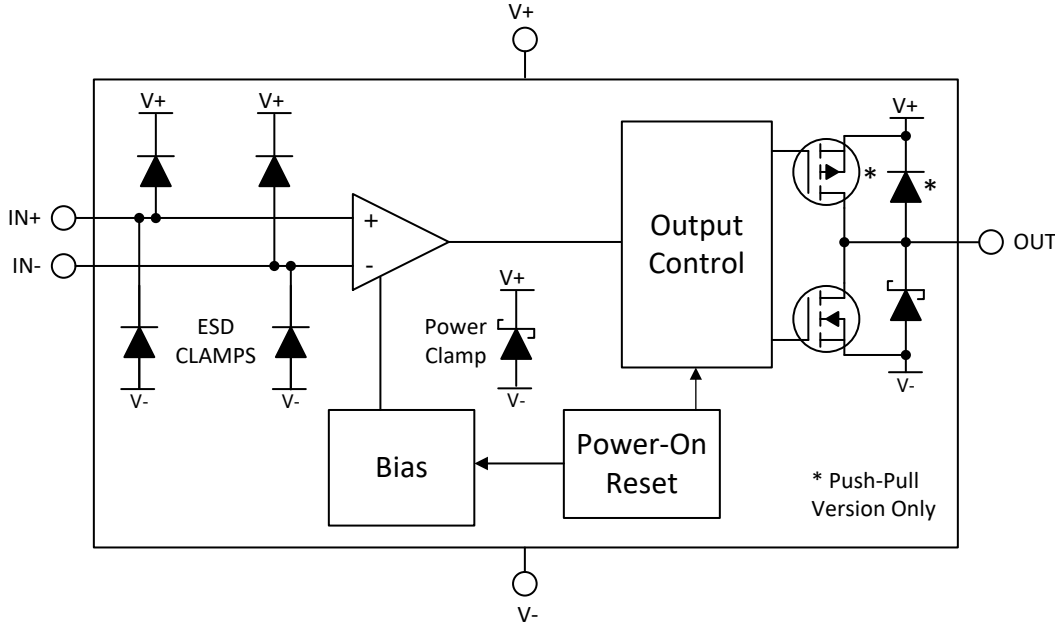 V+
V+
V+
V+
IN+
+
*
*
Output
Control
IN-
-
OUT
V+
ESD
CLAMPS
Power
Clamp
V-
V-
V-
V-
Bias
Power-On
Reset
* Push-Pull
Version Only
V-